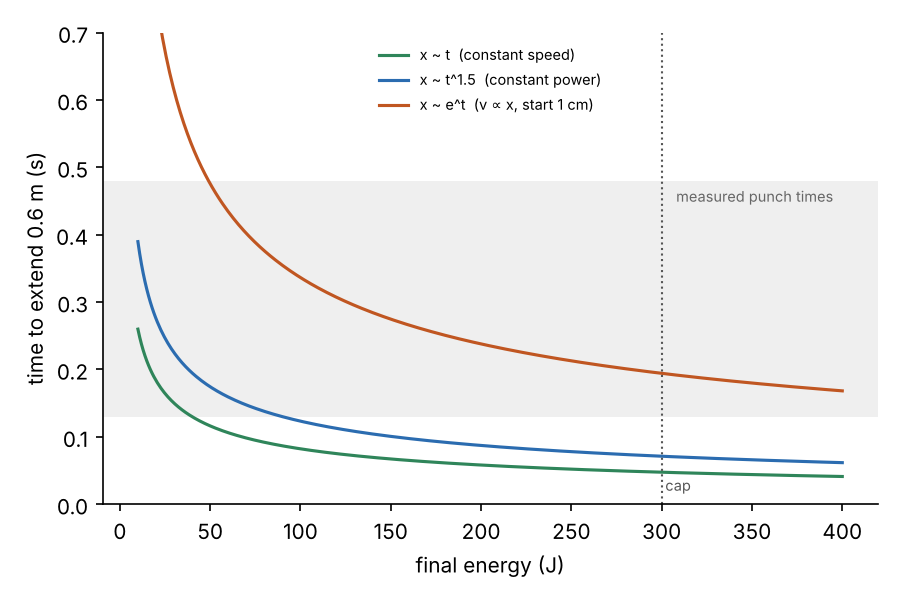 0.7
0.6
0.5
0.4
0.3
0.2
0.1
0.0
time to extend 0.6 m (s)
x ~ t (constant speed)
x ~ t^1.5 (constant power)
x ~ e^t (v ∝ x, start 1 cm)
measured punch times
cap
0 50 100 150 200 250 300 350 400
final energy (J)